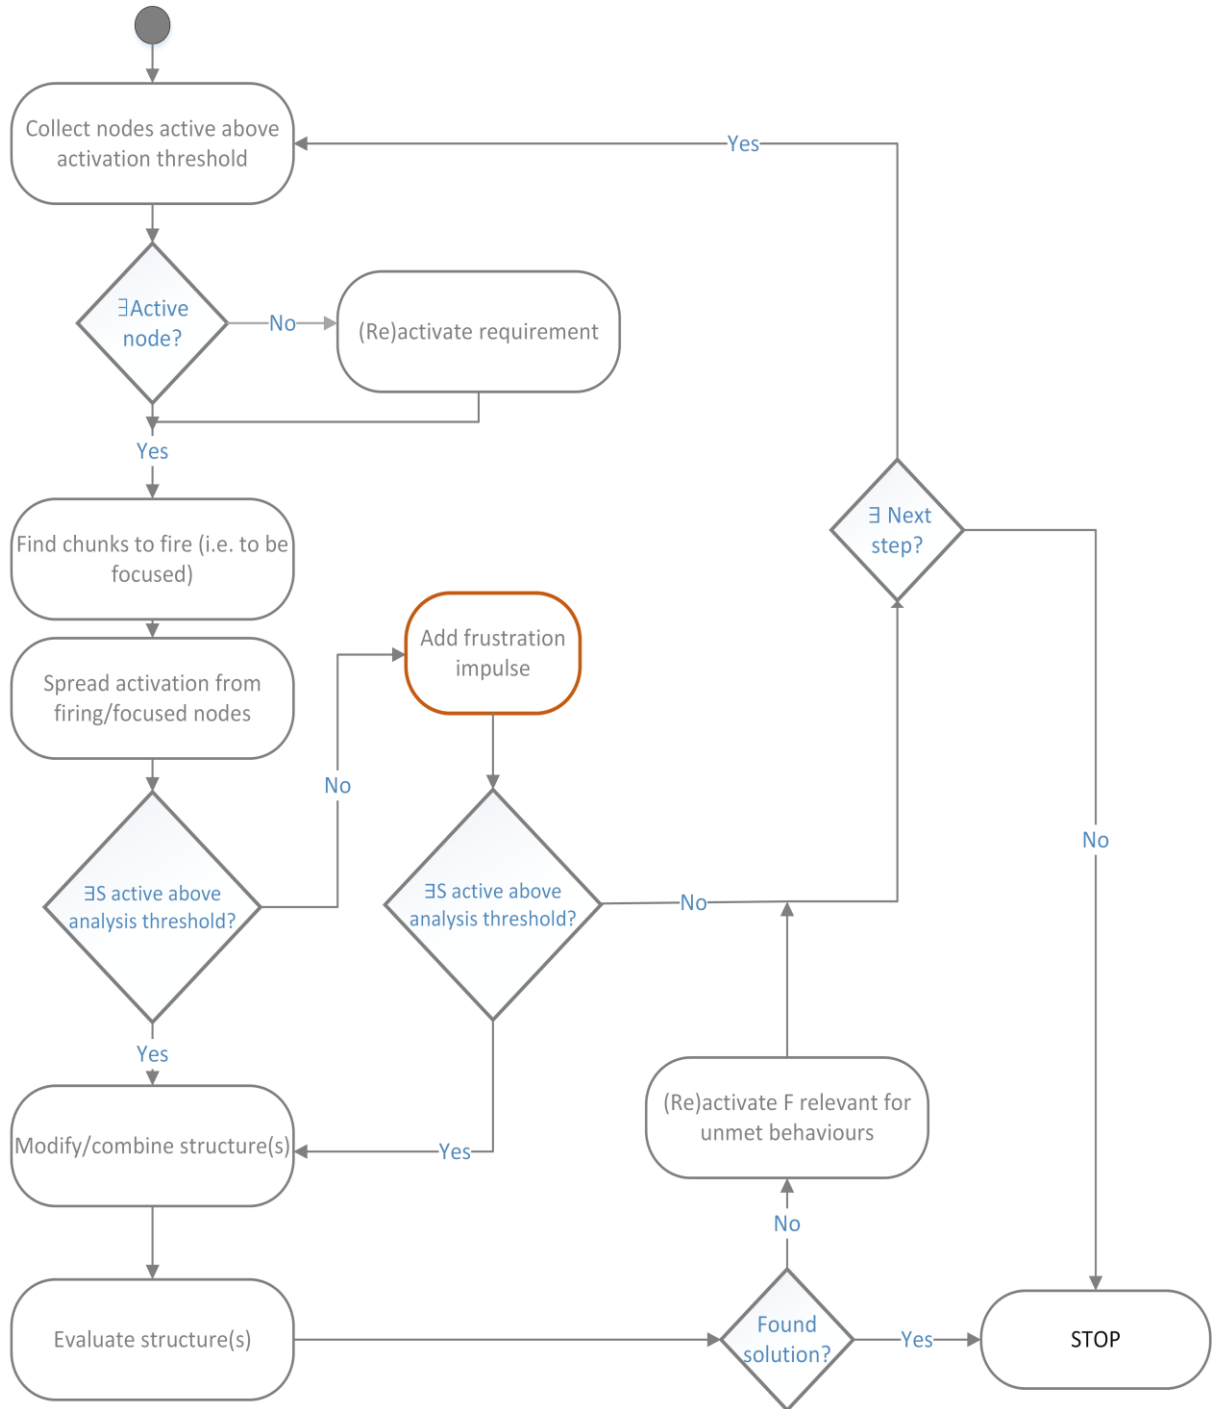 Collect nodes active above
activation threshold
Yes
∃Active
node?
No
(Re)activate requirement
Yes
∃ Next
step?
Find chunks to fire (i.e. to be
focused)
Add frustration
impulse
Spread activation from
firing/focused nodes
No
No
∃S active above
analysis threshold?
∃S active above
analysis threshold?
No
Yes
(Re)activate F relevant for
unmet behaviours
Modify/combine structure(s)
Yes
No
Evaluate structure(s)
Found
solution?
Yes
STOP